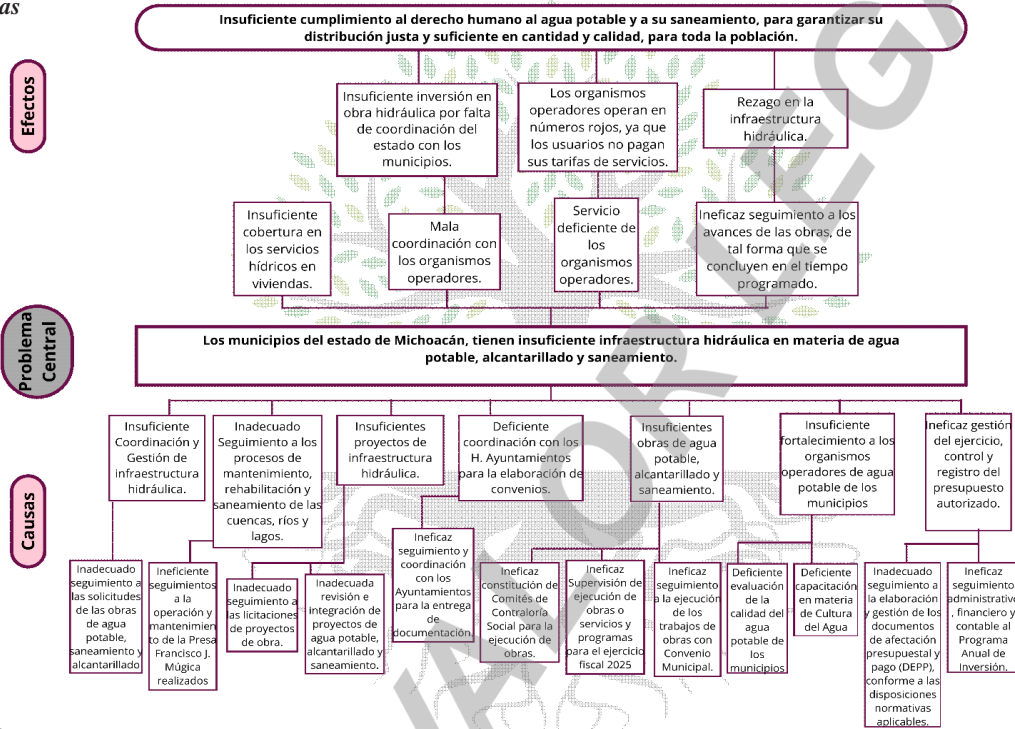 as
Insuficiente cumplimiento al derecho humano al agua potable y a su saneamiento, para garantizar su
distribución justa y suficiente en cantidad y calidad, para toda la población.
Efectos
Insuficiente inversión en
obra hidráulica por falta
de coordinación del
estado con los
municipios.
Los organismos
operadores operan en
números rojos, ya que
los usuarios no pagan
sus tarifas de servicios.
Rezago en la
infraestructura
hidráulica.
Insuficiente
cobertura en
los servicios
hídricos en
viviendas.
Mala
coordinación con
los organismos
operadores.
Servicio
deficiente de
los
organismos
operadores.
Ineficaz seguimiento a los
avances de las obras, de
tal forma que se
concluyen en el tiempo
programado.
Problema
Central
Los municipios del estado de Michoacán, tienen insuficiente infraestructura hidráulica en materia de agua
potable, alcantarillado y saneamiento.
Causas
Insuficiente
Coordinación y
Gestión de
infraestructura
hidráulica.
Inadecuado
Seguimiento a los
procesos de
mantenimiento,
rehabilitación y
saneamiento de las
cuencas, ríos y
lagos.
Insuficientes
proyectos de
infraestructura
hidráulica.
Deficiente
coordinación con los
H. Ayuntamientos
para la elaboración de
convenios.
Insuficientes
obras de agua
potable,
alcantarillado y
saneamiento.
Insuficiente
fortalecimiento a los
organismos
operadores de agua
potable de los
municipios
Ineficaz gestión
del ejercicio,
control y
registro del
presupuesto
autorizado.
Inadecuado
seguimiento a
las solicitudes
de las obras
de agua
potable,
saneamiento y
alcantarillado
Ineficiente
seguimientos
a la
operación y
mantenimien
to de la Presa
Francisco J.
Múgica
realizados
Inadecuado
seguimiento a
las licitaciones
de proyectos
de obra.
Inadecuada
revisión e
integración de
proyectos de
agua potable,
alcantarillado y
saneamiento.
Ineficaz
seguimiento y
coordinación
con los
Ayuntamientos
para la entrega
de
documentación.
Ineficaz
constitución de
Comités de
Contraloría
Social para la
ejecución de
obras.
Ineficaz
Supervisión de
ejecución de
obras o
servicios y
programas
para el ejercicio
fiscal 2025
Ineficaz
seguimiento
a la ejecución
de los
trabajos de
obras con
Convenio
Municipal.
Deficiente
evaluación
de la
calidad del
agua
potable de
los
municipios
Deficiente
capacitación
en materia
de Cultura
del Agua
Inadecuado
seguimiento a
la elaboración
y gestión de los
documentos
de afectación
presupuestal y
pago (DEPP),
conforme a las
disposiciones
normativas
aplicables.
Ineficaz
seguimiento
administrativo
, financiero y
contable al
Programa
Anual de
Inversión.
VALOR LEGA